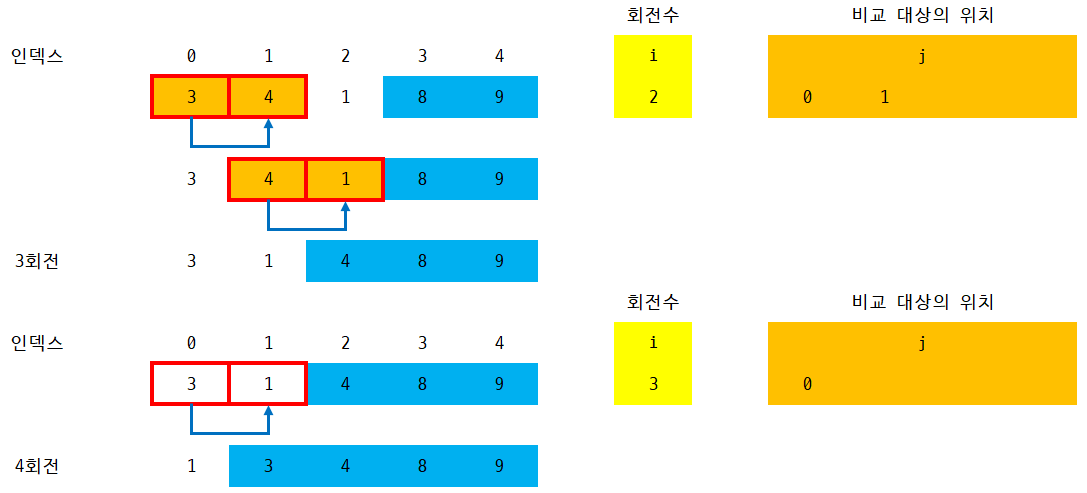 회전수 비교 대상의 위치
인덱스 0 1 2 3 4 i j
3 4 1 8 9 2 0 1
3 4 1 8 9
3회전 3 1 4 8 9
회전수 비교 대상의 위치
인덱스 0 1 2 3 4 i j
3 1 4 8 9 3 0
4회전 1 3 4 8 9